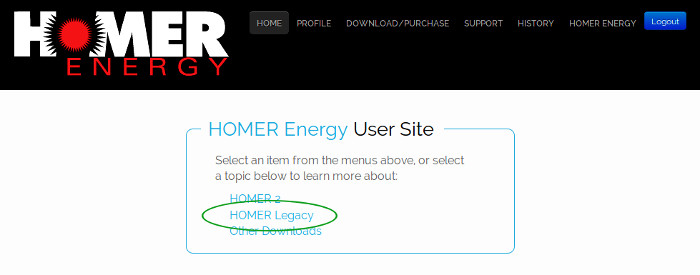 HOMER
ENERGY
HOME PROFILE DOWNLOAD/PURCHASE SUPPORT HISTORY HOMER ENERGY Logout
HOMER Energy User Site
Select an item from the menus above, or select
a topic below to learn more about:
HOMER 2
HOMER Legacy
Other Downloads